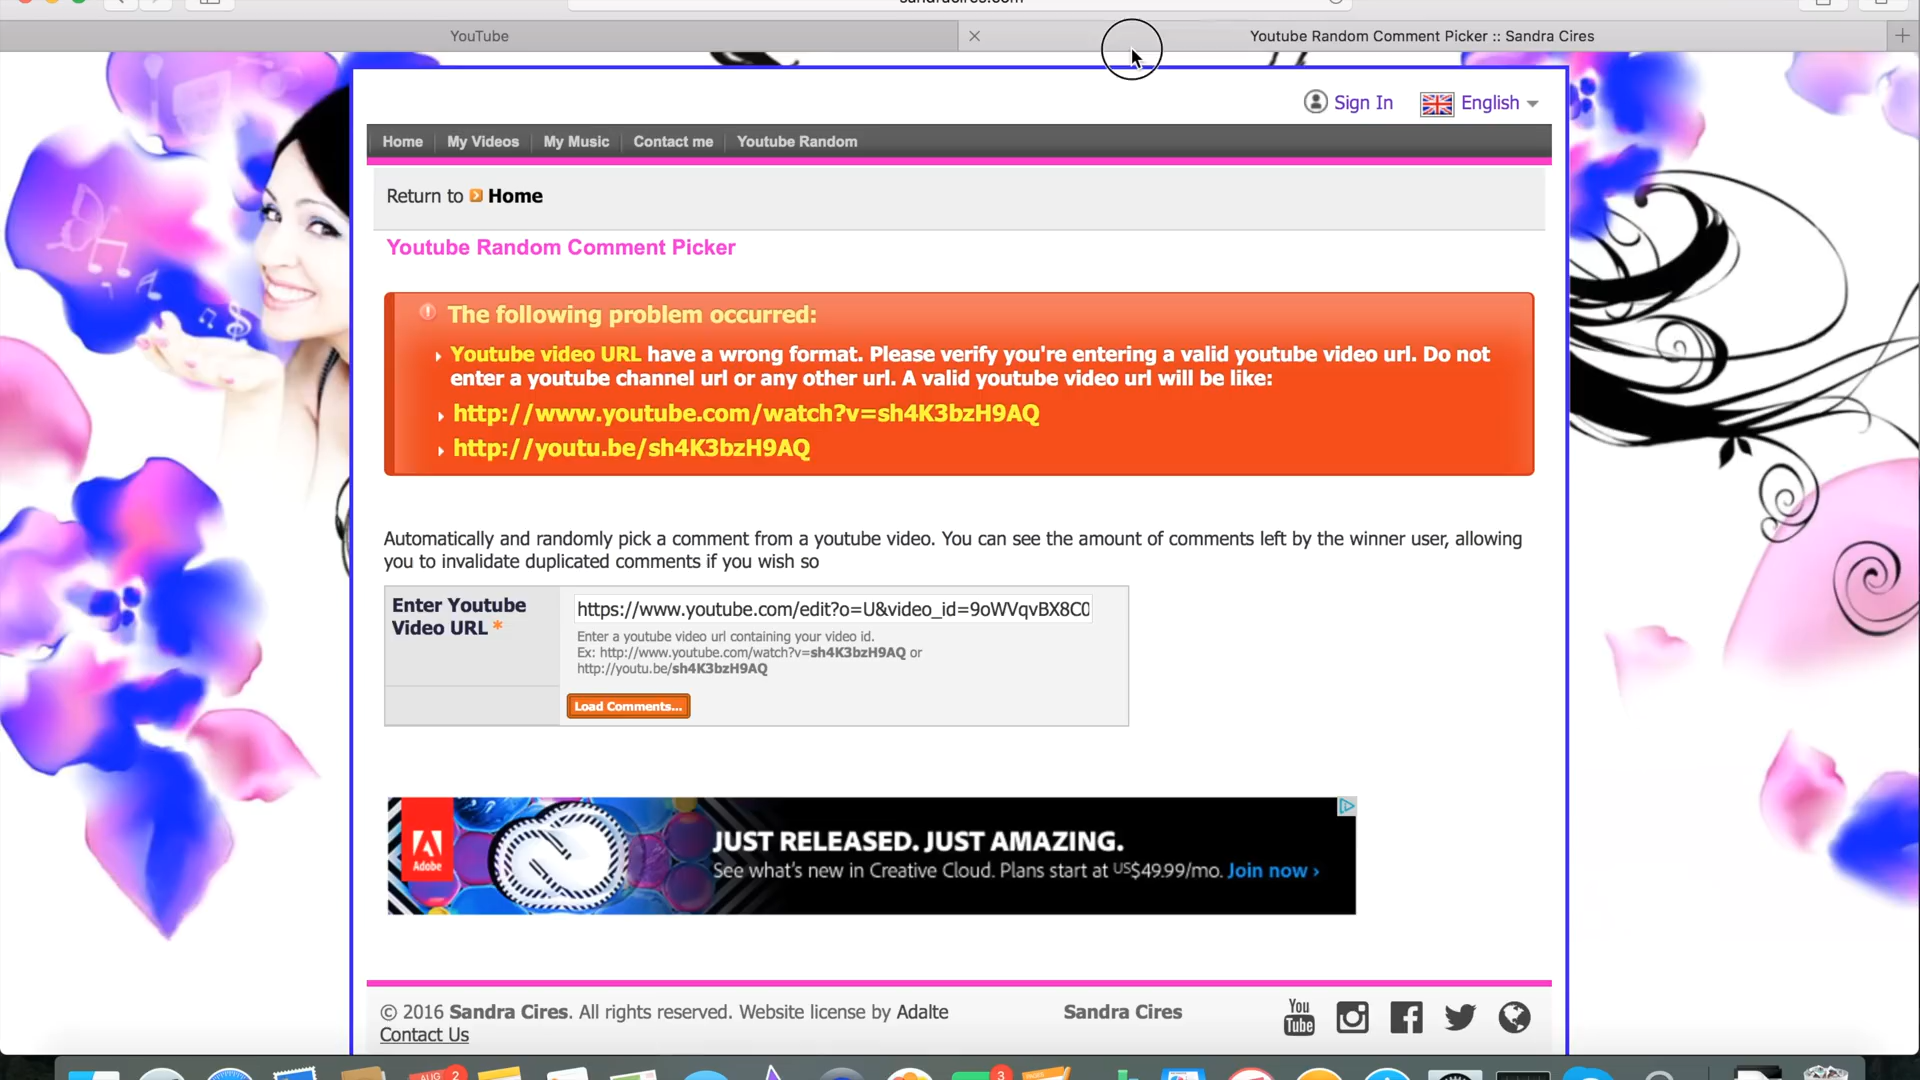 YouTube
Youtube Random Comment Picker :: Sandra Cires
Sign In
English
Home
My Videos
My Music
Contact me
Youtube Random
Return to Home
Youtube Random Comment Picker
The following problem occurred:
Youtube video URL have a wrong format. Please verify you're entering a valid youtube video url. Do not
enter a youtube channel url or any other url. A valid youtube video url will be like:
http://www.youtube.com/watch?v=sh4K3bzH9AQ
http://youtu.be/sh4K3bzH9AQ
Automatically and randomly pick a comment from a youtube video. You can see the amount of comments left by the winner user, allowing
you to invalidate duplicated comments if you wish so
Enter Youtube
Video URL *
https://www.youtube.com/edit?o=U&video_id=9oWVqvBX8C0
Enter a youtube video url containing your video id.
Ex: http://www.youtube.com/watch?v=sh4K3bzH9AQ or
http://youtu.be/sh4K3bzH9AQ
Load Comments...
Adobe
JUST RELEASED. JUST AMAZING.
See what's new in Creative Cloud. Plans start at US$49.99/mo. Join now ›
© 2016 Sandra Cires. All rights reserved. Website license by Adalte
Contact Us
Sandra Cires
You
Tube
AUG
2
3
PAGES